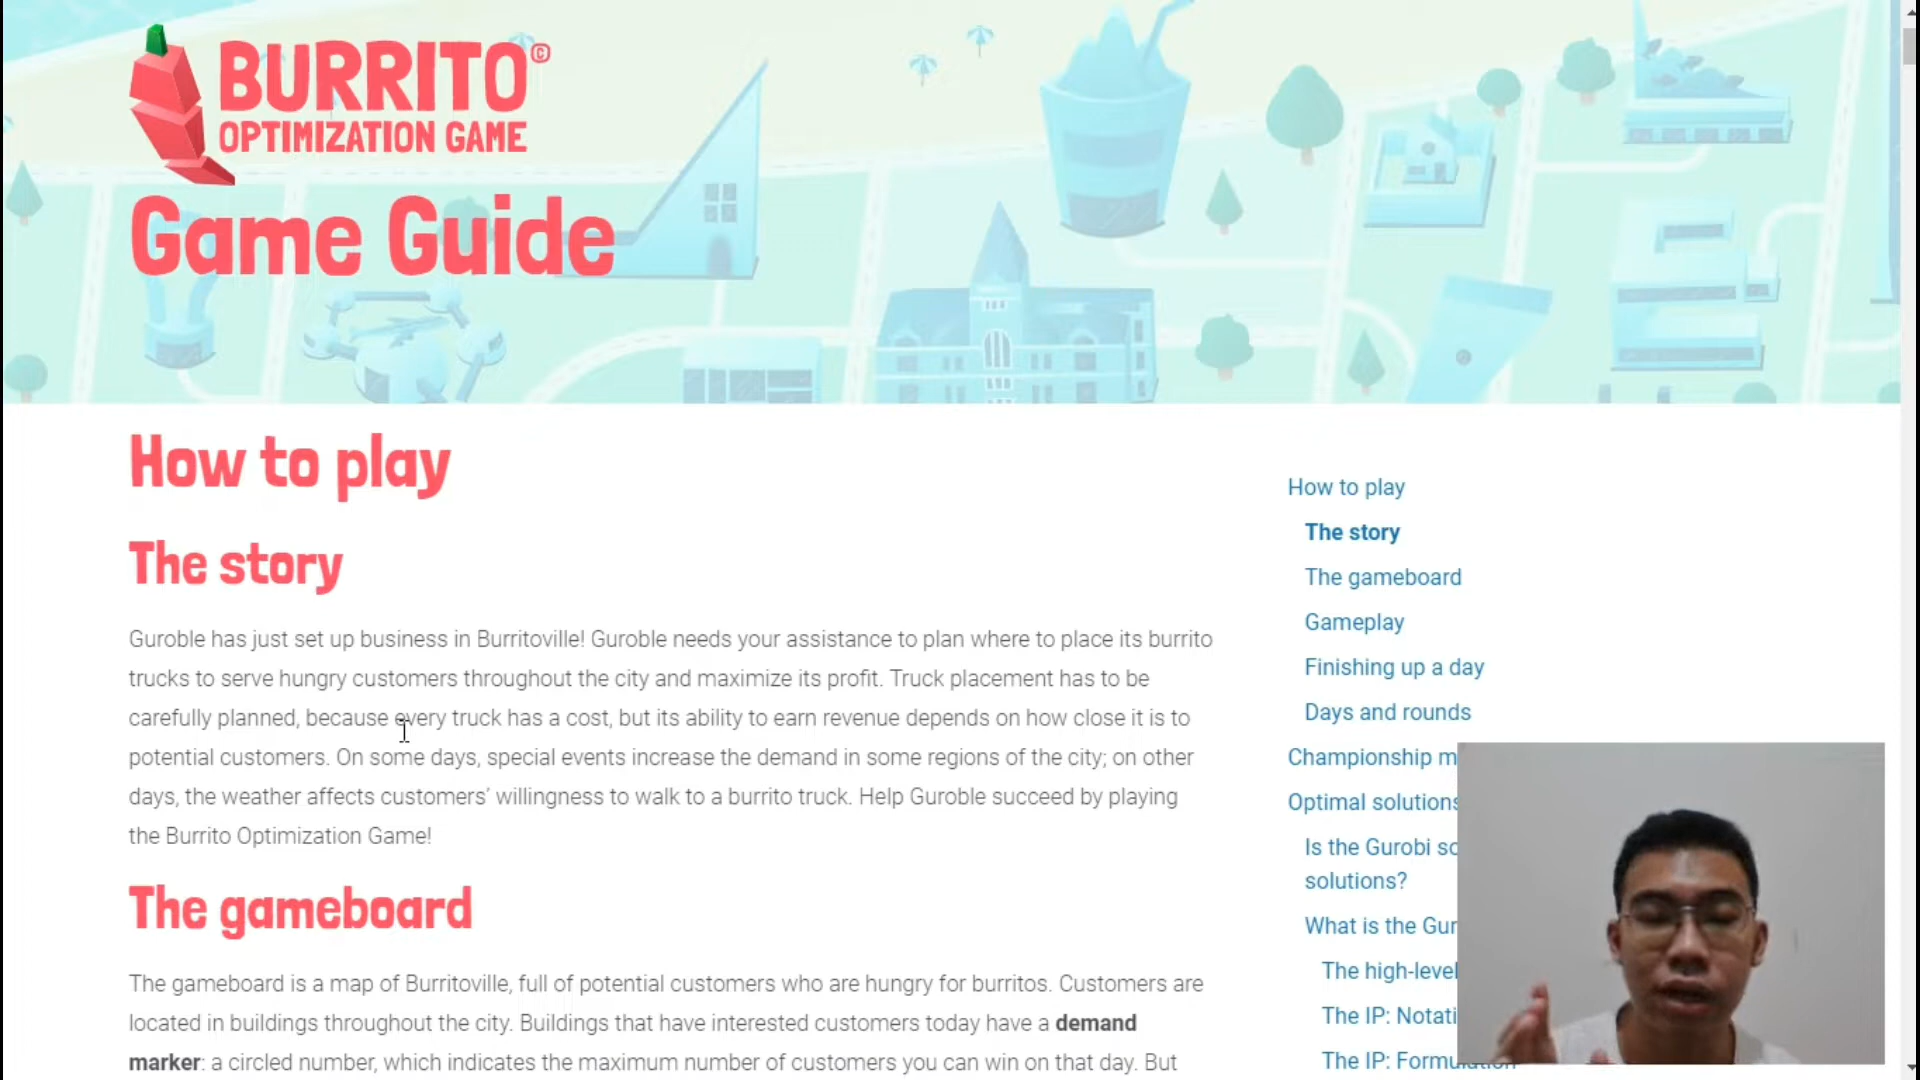 BURRITO©
OPTIMIZATION GAME
Game Guide
How to play
The story
Guroble has just set up business in Burritoville! Guroble needs your assistance to plan where to place its burrito
trucks to serve hungry customers throughout the city and maximize its profit. Truck placement has to be
carefully planned, because every truck has a cost, but its ability to earn revenue depends on how close it is to
potential customers. On some days, special events increase the demand in some regions of the city; on other
days, the weather affects customers’ willingness to walk to a burrito truck. Help Guroble succeed by playing
the Burrito Optimization Game!
The gameboard
The gameboard is a map of Burritoville, full of potential customers who are hungry for burritos. Customers are
located in buildings throughout the city. Buildings that have interested customers today have a demand
marker: a circled number, which indicates the maximum number of customers you can win on that day. But
How to play
The story
The gameboard
Gameplay
Finishing up a day
Days and rounds
Championship m
Optimal solutions
Is the Gurobi so
solutions?
What is the Gur
The high-level
The IP: Notati
The IP: Formulation